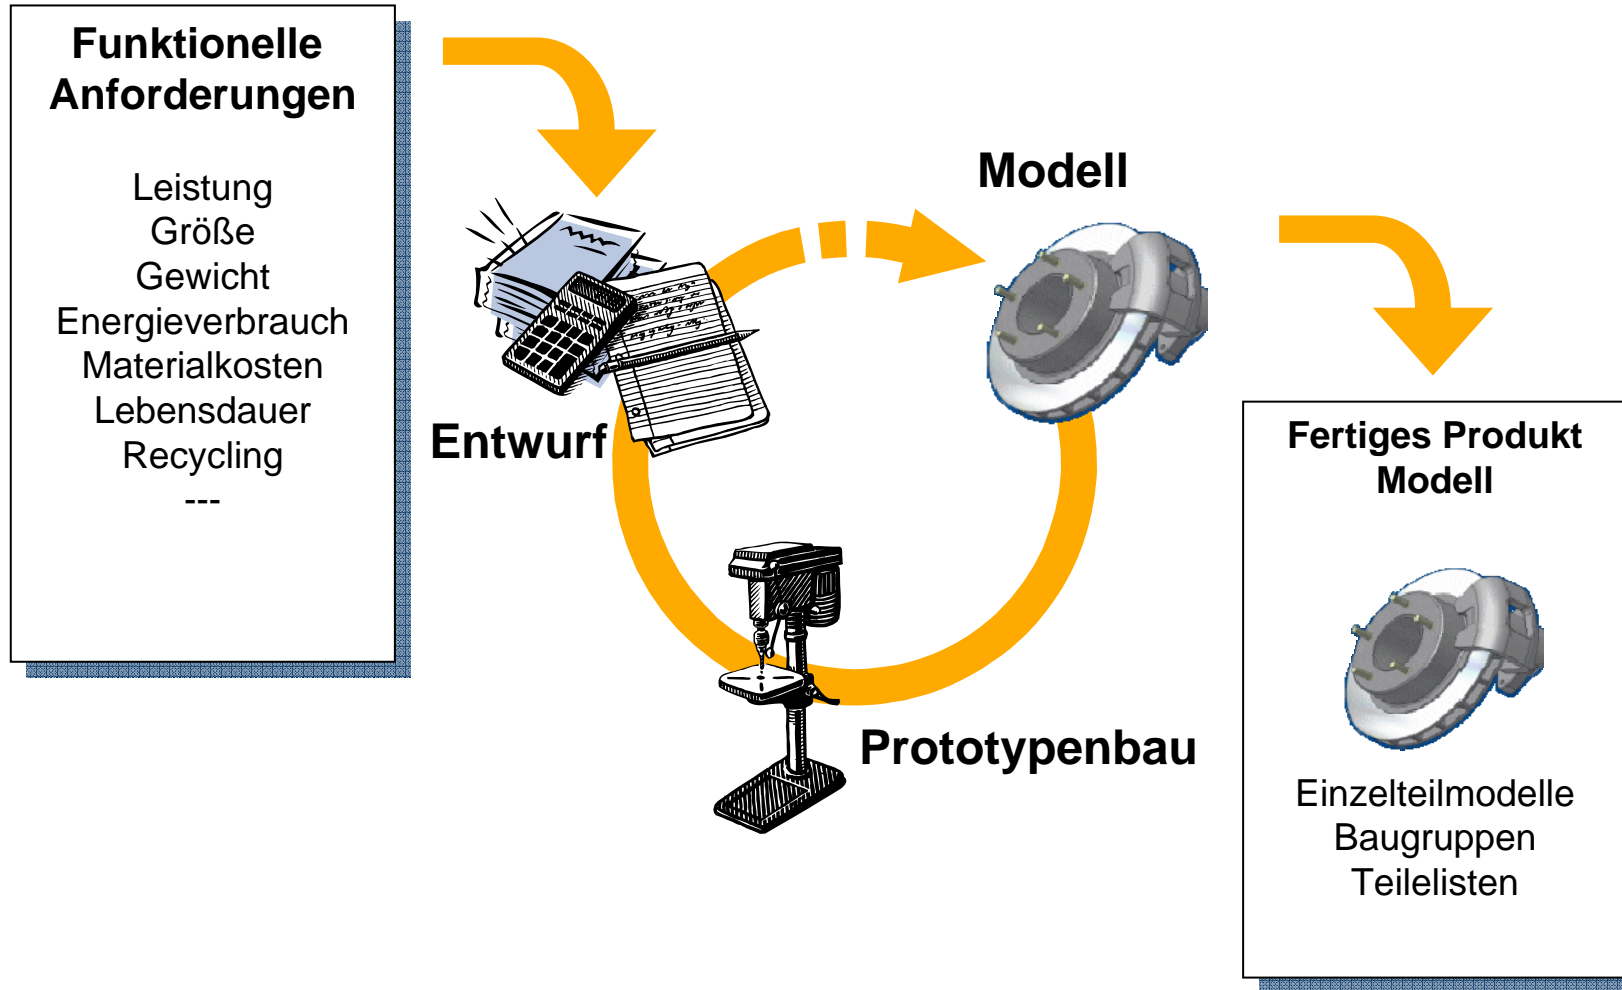 Funktionelle
Anforderungen
Leistung
Größe
Gewicht
Energieverbrauch
Materialkosten
Lebensdauer
Recycling
---
Entwurf
Modell
Prototypenbau
Fertiges Produkt
Modell
Einzelteilmodelle
Baugruppen
Teilelisten